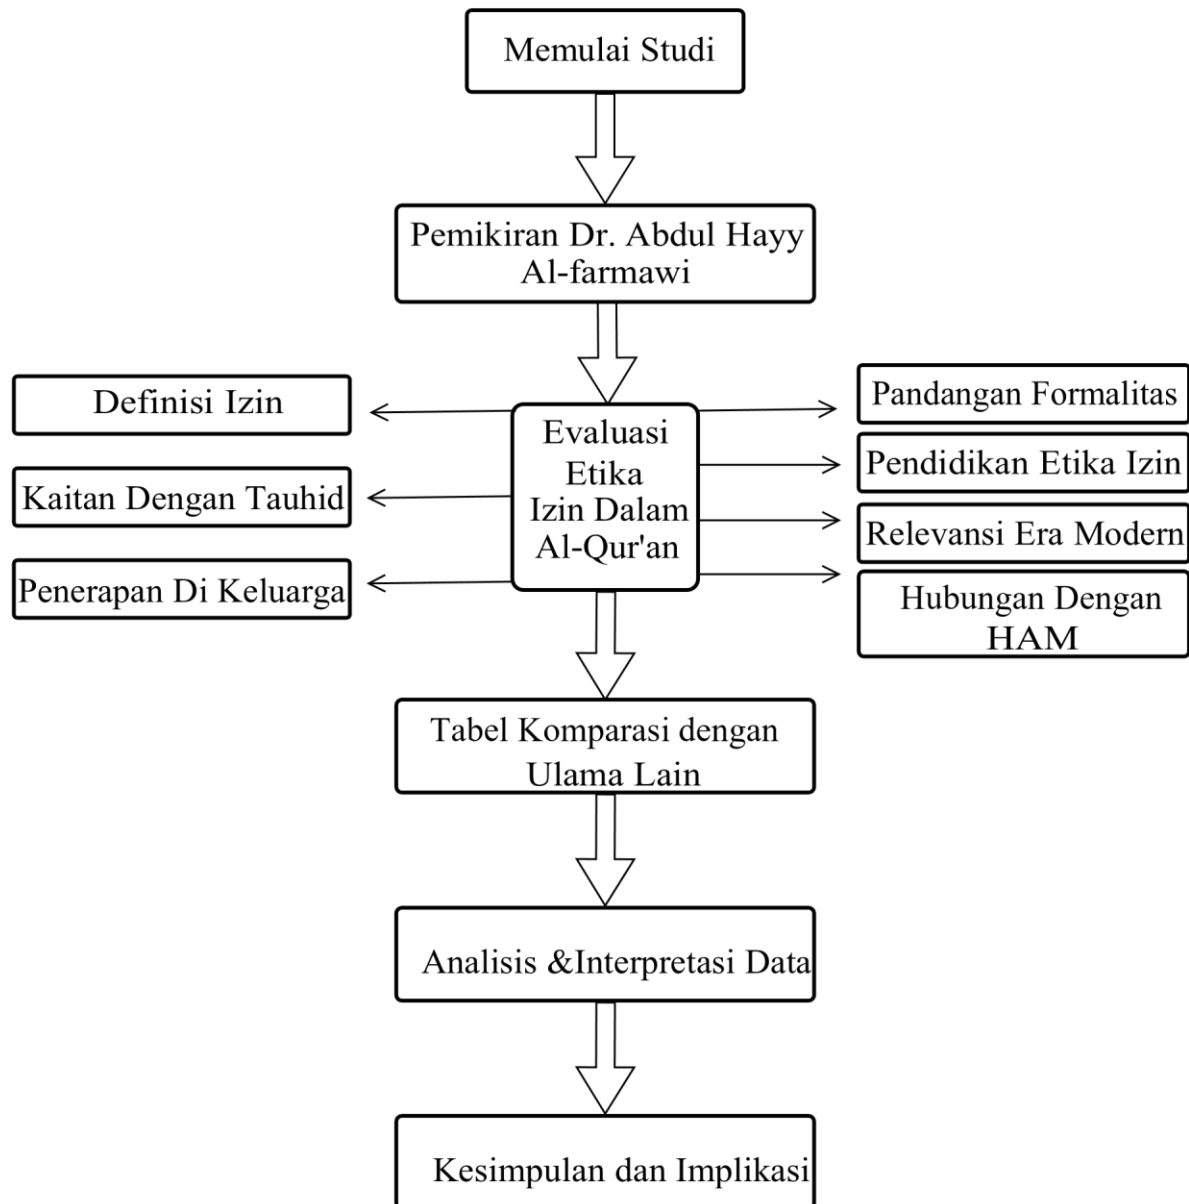 Memulai Studi
Pemikiran Dr. Abdul Hayy
Al-farmawi
Definisi Izin
Kaitan Dengan Tauhid
Penerapan Di Keluarga
Evaluasi
Etika
Izin Dalam
Al-Qur'an
Pandangan Formalitas
Pendidikan Etika Izin
Relevansi Era Modern
Hubungan Dengan
HAM
Tabel Komparasi dengan
Ulama Lain
Analisis &Interpretasi Data
Kesimpulan dan Implikasi